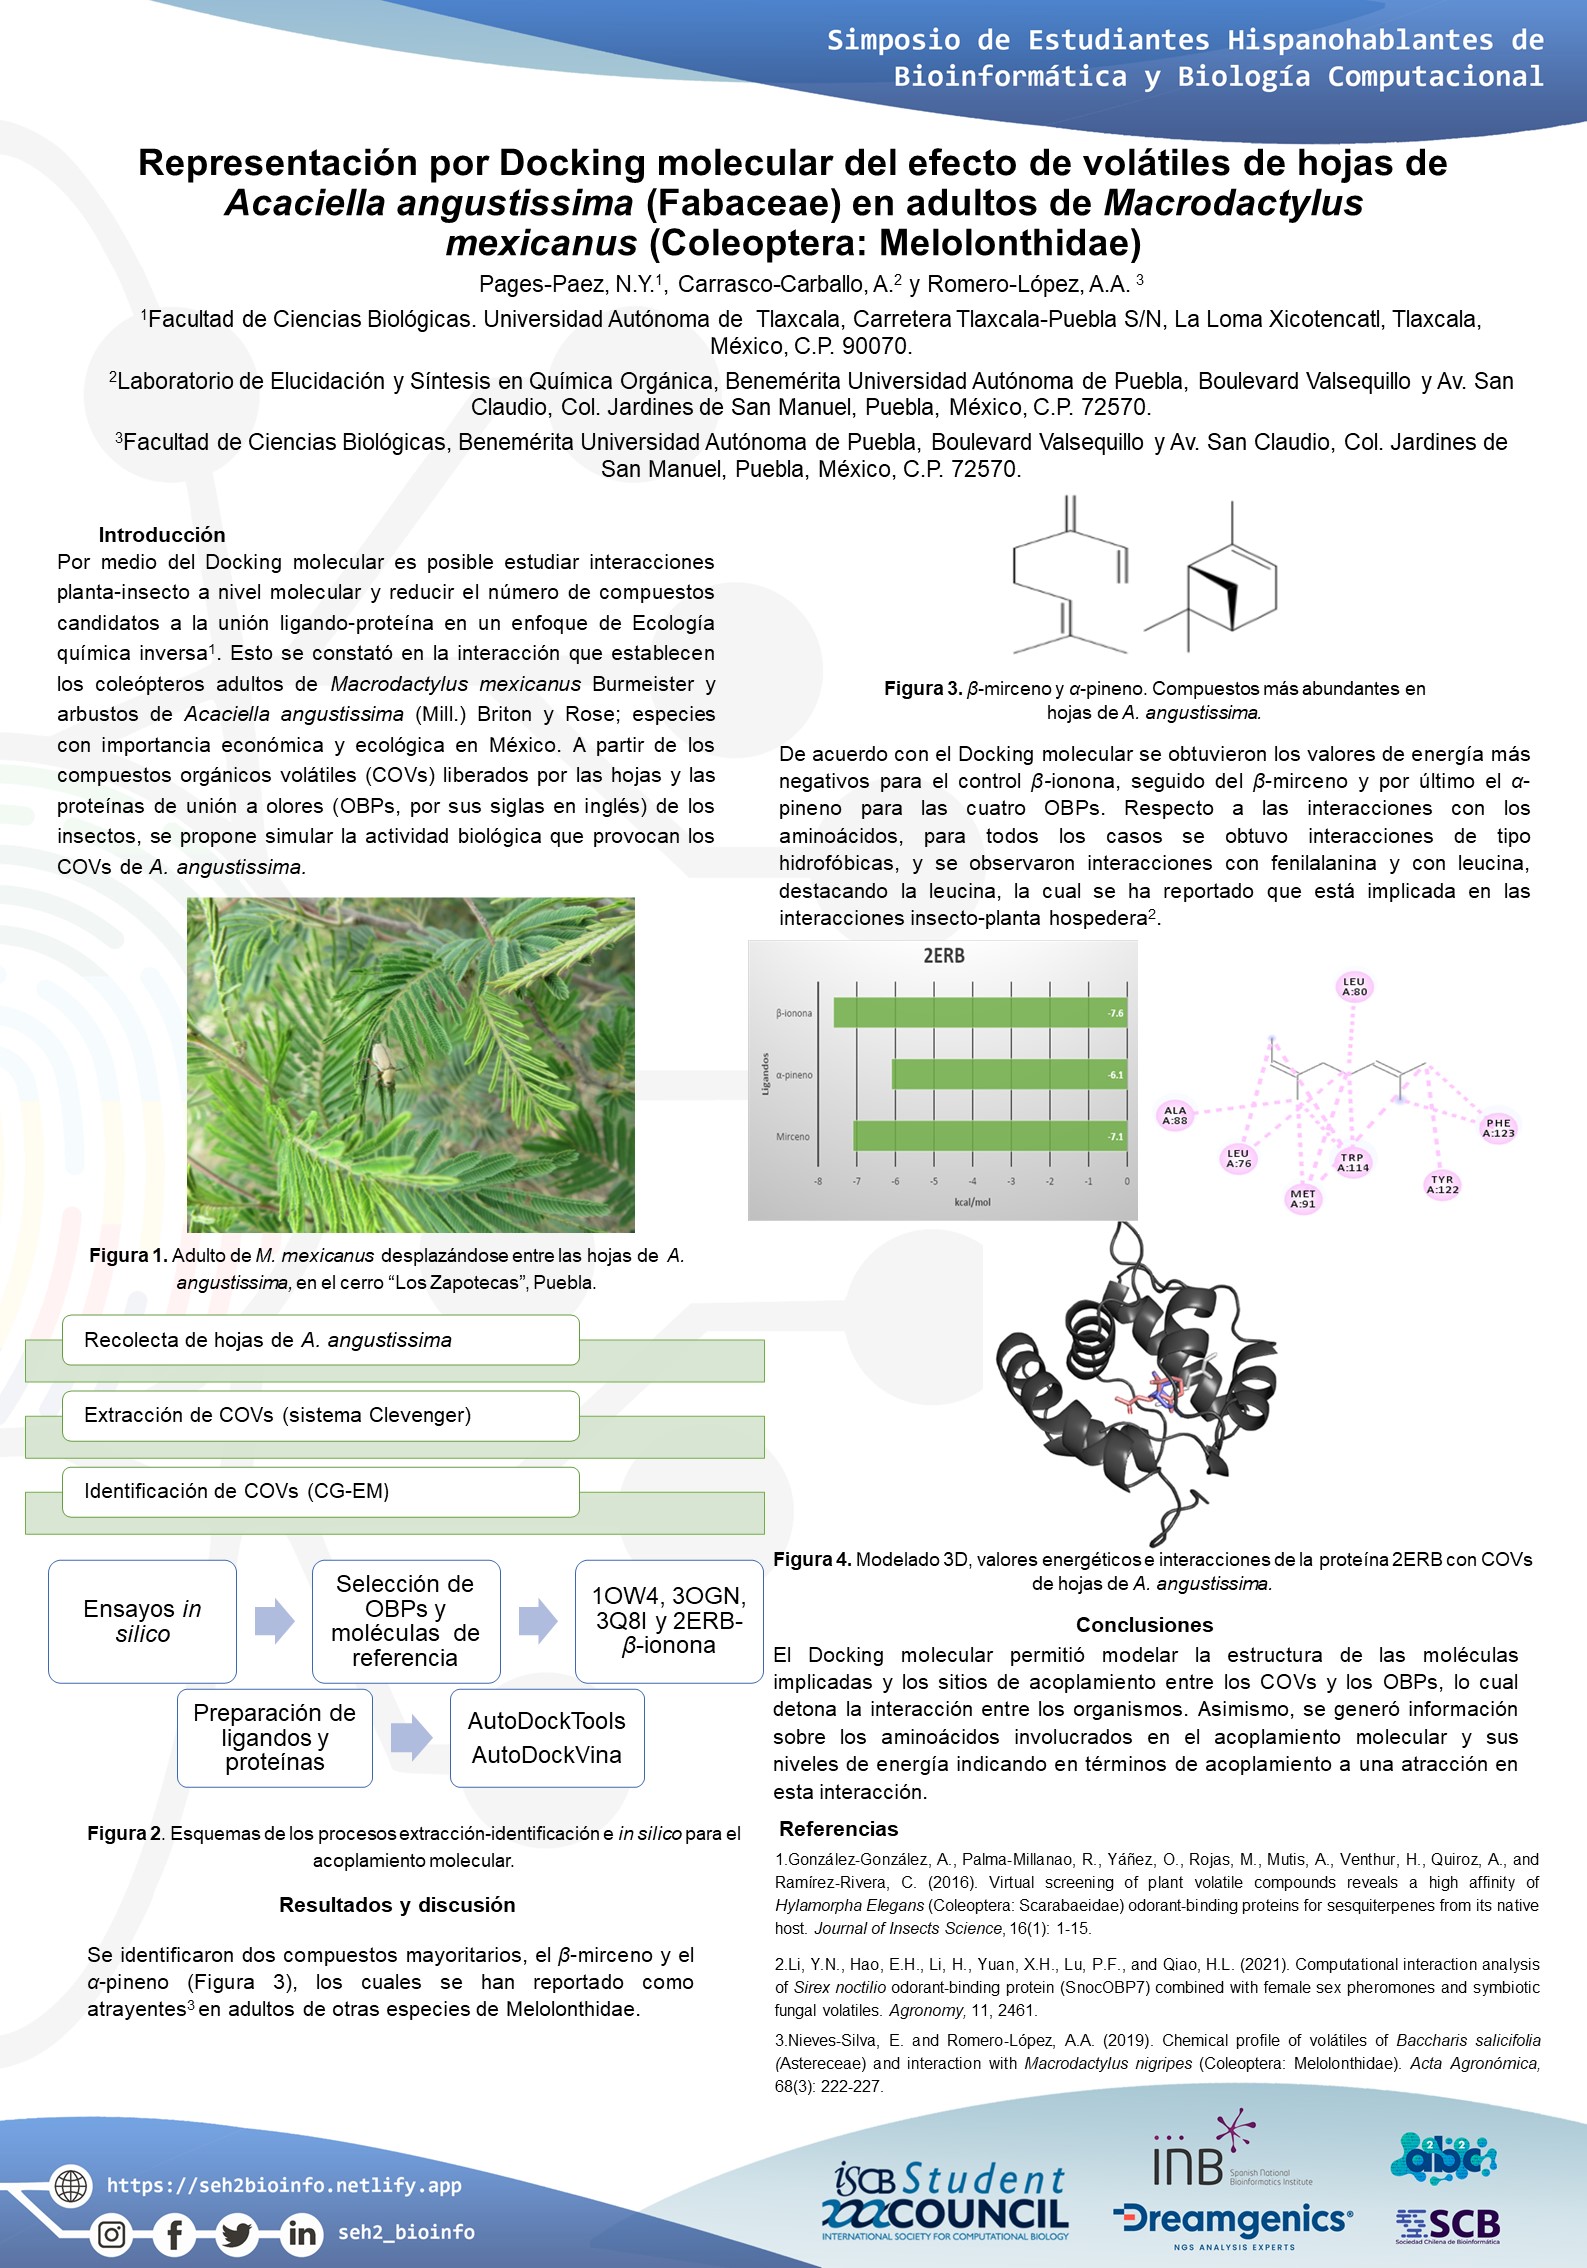 Simposio de Estudiantes Hispanohablantes de
Bioinformática y Biología Computacional
Representación por Docking molecular del efecto de volátiles de hojas de
Acaciella angustissima (Fabaceae) en adultos de Macrodactylus
mexicanus (Coleoptera: Melolonthidae)
Pages-Paez, N.Y.¹, Carrasco-Carballo, A.² y Romero-López, A.A. ³
¹Facultad de Ciencias Biológicas. Universidad Autónoma de Tlaxcala, Carretera Tlaxcala-Puebla S/N, La Loma Xicotencatl, Tlaxcala,
México, C.P. 90070.
²Laboratorio de Elucidación y Síntesis en Química Orgánica, Benemérita Universidad Autónoma de Puebla, Boulevard Valsequillo y Av. San
Claudio, Col. Jardines de San Manuel, Puebla, México, C.P. 72570.
³Facultad de Ciencias Biológicas, Benemérita Universidad Autónoma de Puebla, Boulevard Valsequillo y Av. San Claudio, Col. Jardines de
San Manuel, Puebla, México, C.P. 72570.
Introducción
Por medio del Docking molecular es posible estudiar interacciones
planta-insecto a nivel molecular y reducir el número de compuestos
candidatos a la unión ligando-proteína en un enfoque de Ecología
química inversa¹. Esto se constató en la interacción que establecen
los coleópteros adultos de Macrodactylus mexicanus Burmeister y
arbustos de Acaciella angustissima (Mill.) Briton y Rose; especies
con importancia económica y ecológica en México. A partir de los
compuestos orgánicos volátiles (COVs) liberados por las hojas y las
proteínas de unión a olores (OBPs, por sus siglas en inglés) de los
insectos, se propone simular la actividad biológica que provocan los
COVs de A. angustissima.
Figura 1. Adulto de M. mexicanus desplazándose entre las hojas de A.
angustissima, en el cerro “Los Zapotecas”, Puebla.
Recolecta de hojas de A. angustissima
Extracción de COVs (sistema Clevenger)
Identificación de COVs (CG-EM)
Ensayos in
silico
Selección de
OBPs y
moléculas de
referencia
1OW4, 3OGN,
3Q8I y 2ERB-
β-ionona
Preparación de
ligandos y
proteínas
AutoDockTools
AutoDockVina
Figura 2. Esquemas de los procesos extracción-identificación e in silico para el
acoplamiento molecular.
Resultados y discusión
Se identificaron dos compuestos mayoritarios, el β-mirceno y el
α-pineno (Figura 3), los cuales se han reportado como
atrayentes³ en adultos de otras especies de Melolonthidae.
Figura 3. β-mirceno y α-pineno. Compuestos más abundantes en
hojas de A. angustissima.
De acuerdo con el Docking molecular se obtuvieron los valores de energía más
negativos para el control β-ionona, seguido del β-mirceno y por último el α-
pineno para las cuatro OBPs. Respecto a las interacciones con los
aminoácidos, para todos los casos se obtuvo interacciones de tipo
hidrofóbicas, y se observaron interacciones con fenilalanina y con leucina,
destacando la leucina, la cual se ha reportado que está implicada en las
interacciones insecto-planta hospedera².
2ERB
Ligandos
β-ionona
-7.6
α-pineno
-6.1
Mirceno
-7.1
-8 -7 -6 -5 -4 -3 -2 -1 0
kcal/mol
LEU
A:80
ALA
A:88
PHE
A:123
LEU
A:76
TRP
A:114
TYR
A:122
MET
A:91
Figura 4. Modelado 3D, valores energéticos e interacciones de la proteína 2ERB con COVs
de hojas de A. angustissima.
Conclusiones
El Docking molecular permitió modelar la estructura de las moléculas
implicadas y los sitios de acoplamiento entre los COVs y los OBPs, lo cual
detona la interacción entre los organismos. Asimismo, se generó información
sobre los aminoácidos involucrados en el acoplamiento molecular y sus
niveles de energía indicando en términos de acoplamiento a una atracción en
esta interacción.
Referencias
1.González-González, A., Palma-Millanao, R., Yáñez, O., Rojas, M., Mutis, A., Venthur, H., Quiroz, A., and
Ramírez-Rivera, C. (2016). Virtual screening of plant volatile compounds reveals a high affinity of
Hylamorpha Elegans (Coleoptera: Scarabaeidae) odorant-binding proteins for sesquiterpenes from its native
host. Journal of Insects Science, 16(1): 1-15.
2.Li, Y.N., Hao, E.H., Li, H., Yuan, X.H., Lu, P.F., and Qiao, H.L. (2021). Computational interaction analysis
of Sirex noctilio odorant-binding protein (SnocOBP7) combined with female sex pheromones and symbiotic
fungal volatiles. Agronomy, 11, 2461.
3.Nieves-Silva, E. and Romero-López, A.A. (2019). Chemical profile of volátiles of Baccharis salicifolia
(Astereceae) and interaction with Macrodactylus nigripes (Coleoptera: Melolonthidae). Acta Agronómica,
68(3): 222-227.
https://seh2bioinfo.netlify.app
seh2_bioinfo
iSCB Student
COUNCIL
INTERNATIONAL SOCIETY FOR COMPUTATIONAL BIOLOGY
iNB
Spanish National
Bioinformatics Institute
Dreamgenics®
NGS ANALYSIS EXPERTS
a2bc2
SCB
Sociedad Chilena de Bioinformática